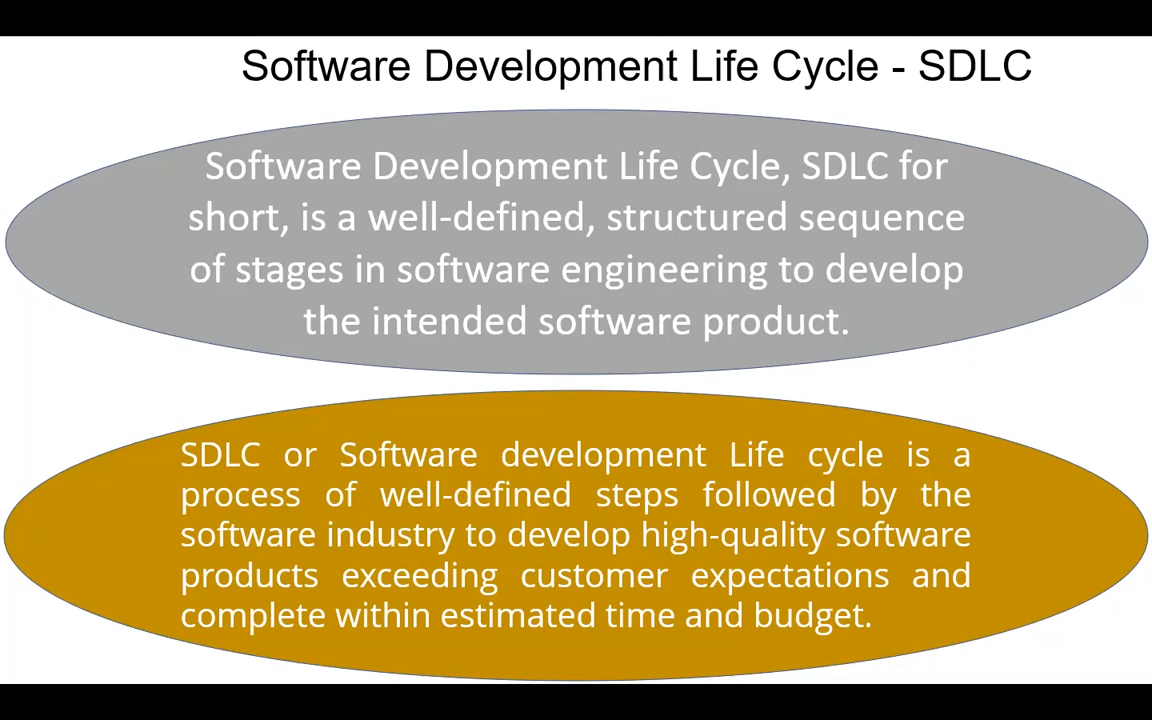 Software Development Life Cycle - SDLC
Software Development Life Cycle, SDLC for
short, is a well-defined, structured sequence
of stages in software engineering to develop
the intended software product.
SDLC or Software development Life cycle is a
process of well-defined steps followed by the
software industry to develop high-quality software
products exceeding customer expectations and
complete within estimated time and budget.